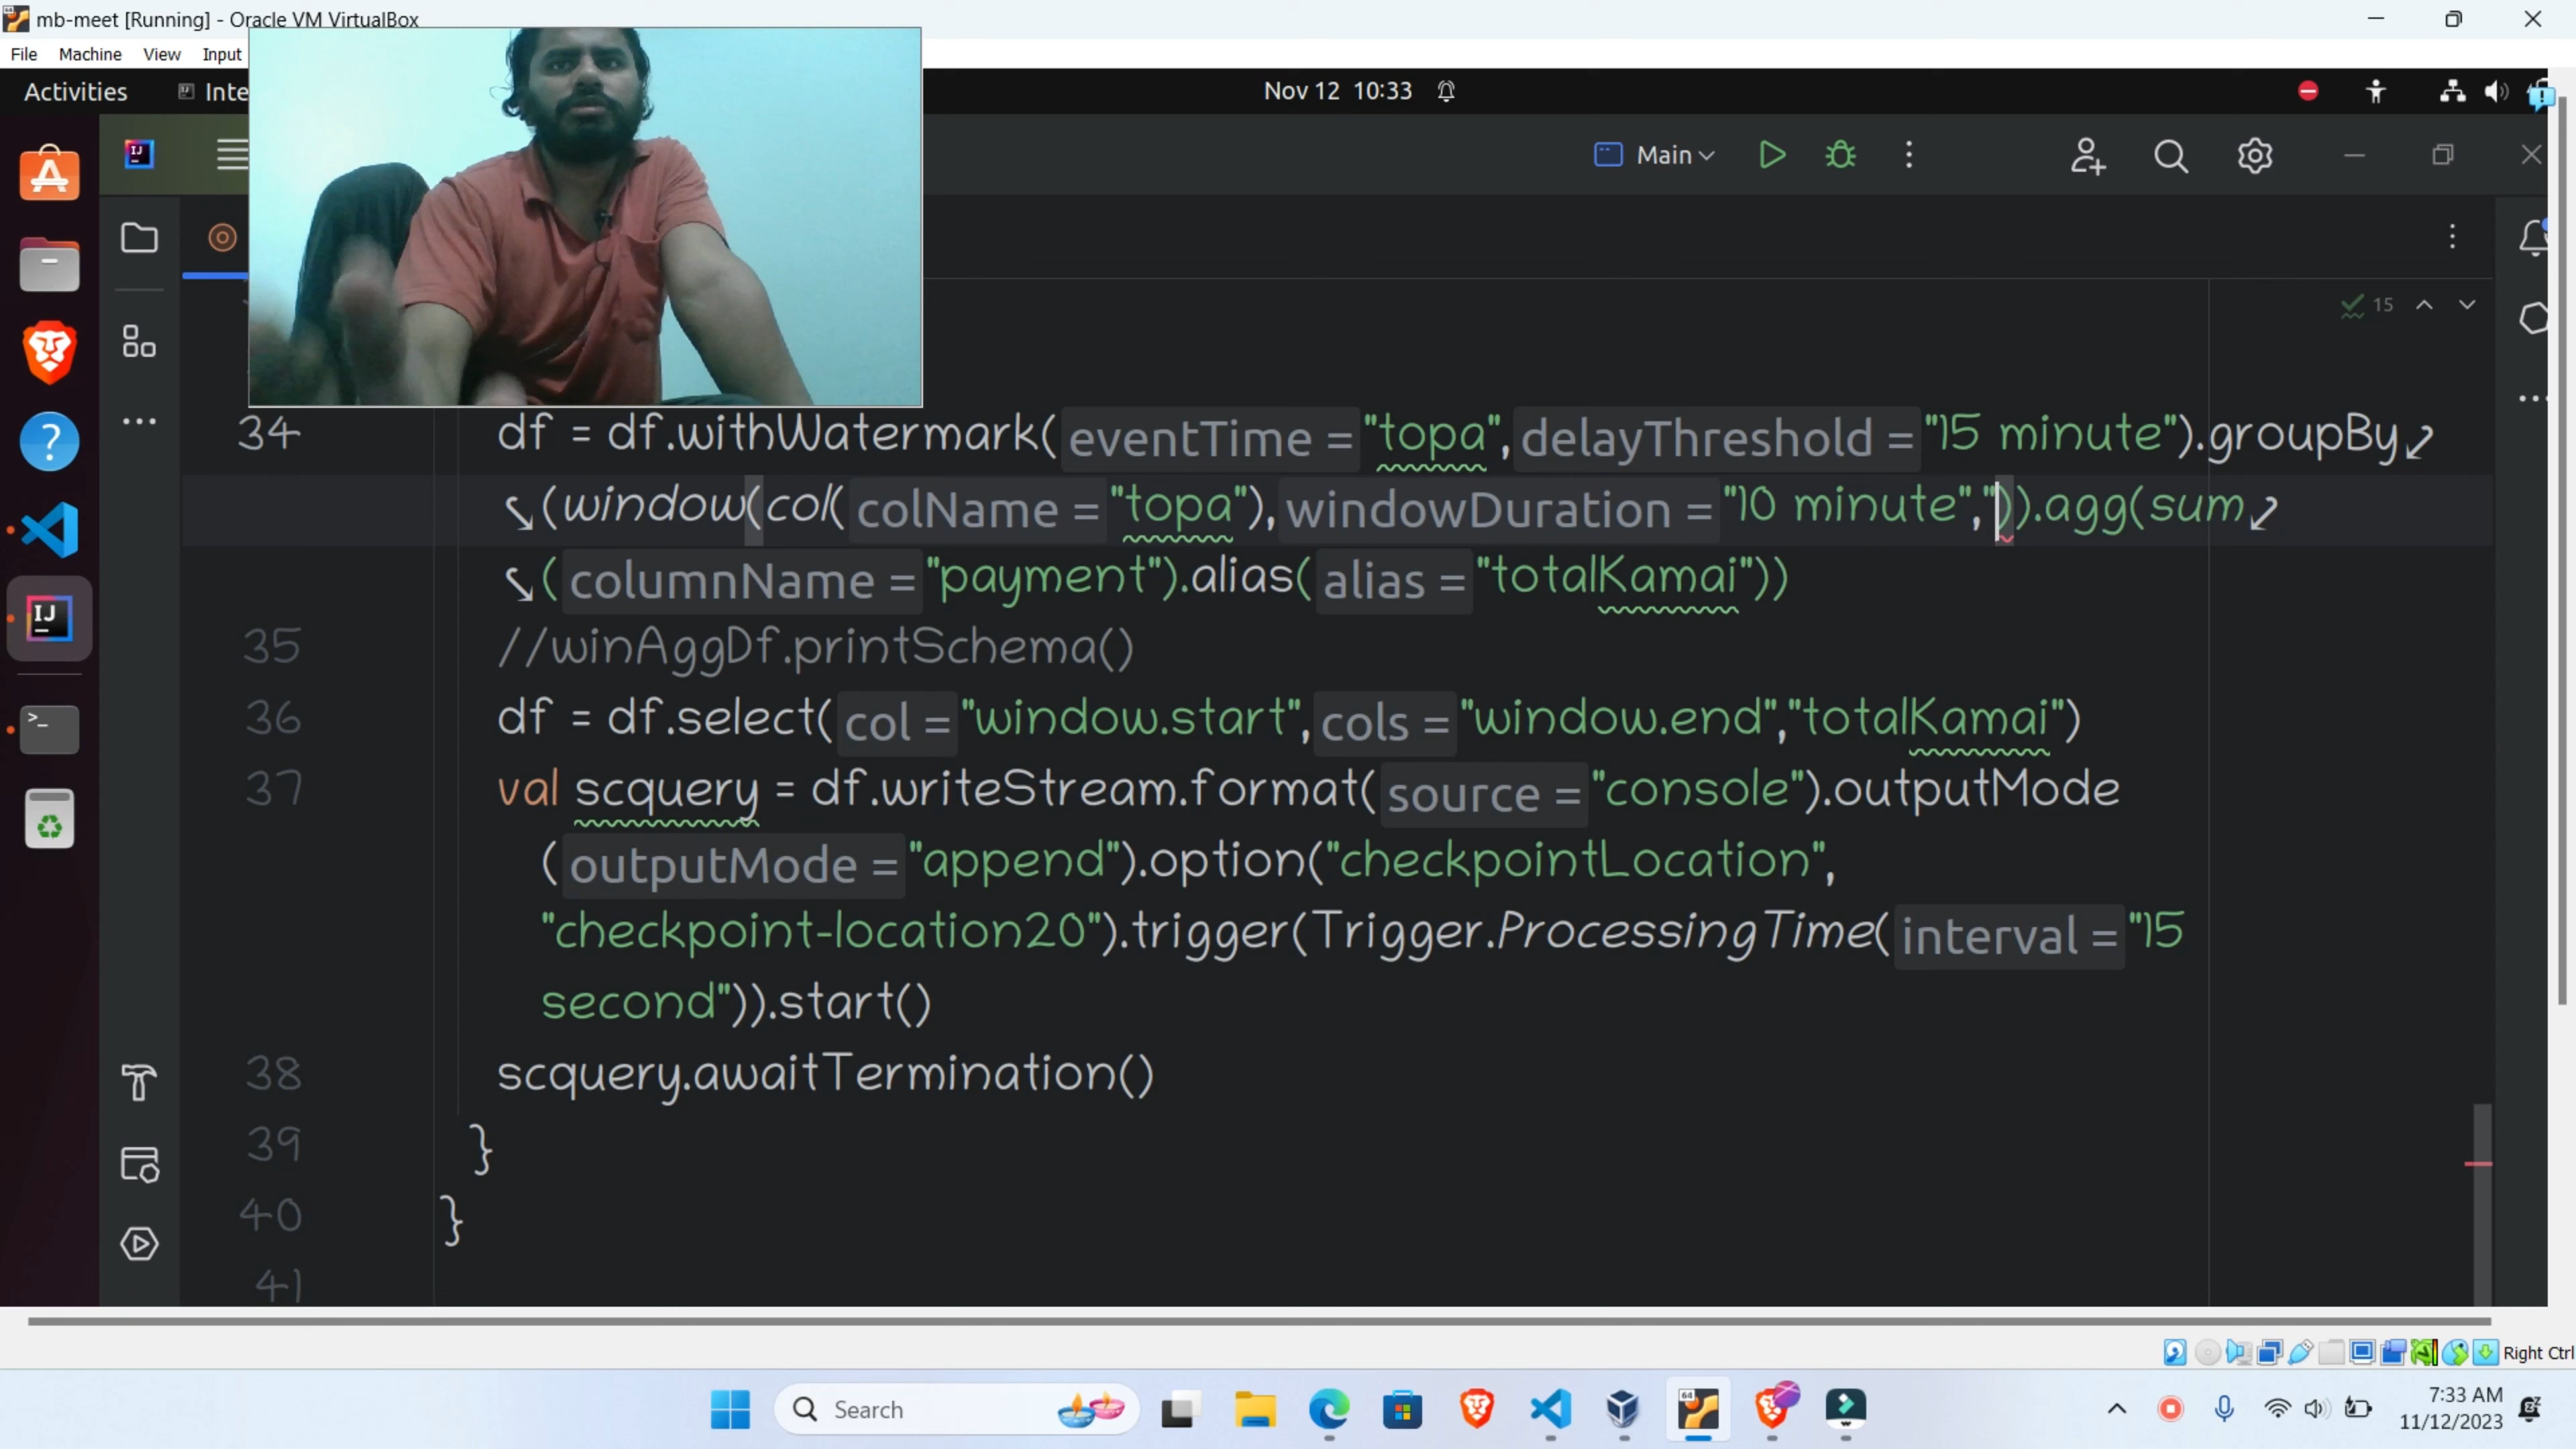 mb-meet [Running] - Oracle VM VirtualBox
File Machine View Input
Activities Inte Nov 12 10:33
Main
15
34 df = df.withWatermark( eventTime = "topa", delayThreshold = "15 minute").groupBy
(window(col( colName = "topa"), windowDuration = "10 minute",")).agg(sum
( columnName = "payment").alias( alias = "totalKamai"))
35 //winAggDf.printSchema()
36 df = df.select( col = "window.start", cols = "window.end","totalKamai")
37 val scquery = df.writeStream.format( source = "console").outputMode
( outputMode = "append").option("checkpointLocation",
"checkpoint-location20").trigger(Trigger.ProcessingTime( interval = "15
second")).start()
38 scquery.awaitTermination()
39 }
40 }
41
Right Ctrl
Search
7:33 AM
11/12/2023